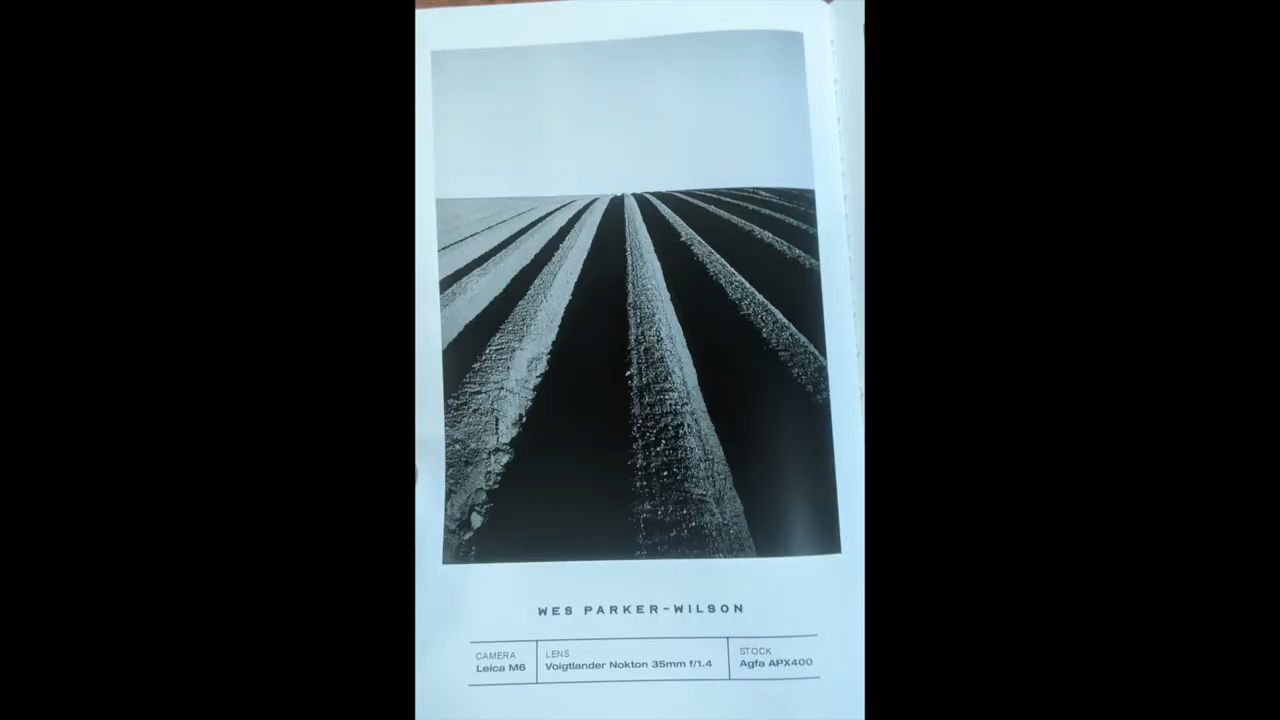 WES PARKER-WILSON
CAMERA LENS STOCK
Leica M6 Voigtlander Nokton 35mm f/1.4 Agfa APX400